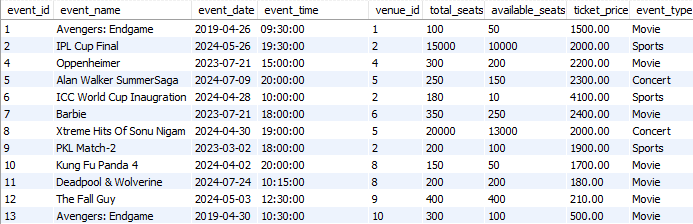 event_id event_name event_date event_time venue_id total_seats available_seats ticket_price event_type
1 Avengers: Endgame 2019-04-26 09:30:00 1 100 50 1500.00 Movie
2 IPL Cup Final 2024-05-26 19:30:00 2 15000 10000 2000.00 Sports
4 Oppenheimer 2023-07-21 15:00:00 4 300 200 2200.00 Movie
5 Alan Walker SummerSaga 2024-07-09 20:00:00 5 250 150 2300.00 Concert
6 ICC World Cup Inaugration 2024-04-28 10:00:00 2 180 10 4100.00 Sports
7 Barbie 2023-07-21 18:00:00 6 350 250 2400.00 Movie
8 Xtreme Hits Of Sonu Nigam 2024-04-30 19:00:00 5 20000 13000 2000.00 Concert
9 PKL Match-2 2023-03-02 18:00:00 2 200 100 1900.00 Sports
10 Kung Fu Panda 4 2024-04-02 20:00:00 8 150 50 1700.00 Movie
11 Deadpool & Wolverine 2024-07-24 10:15:00 8 200 200 180.00 Movie
12 The Fall Guy 2024-05-03 12:30:00 9 400 400 210.00 Movie
13 Avengers: Endgame 2019-04-30 10:30:00 10 300 100 500.00 Movie